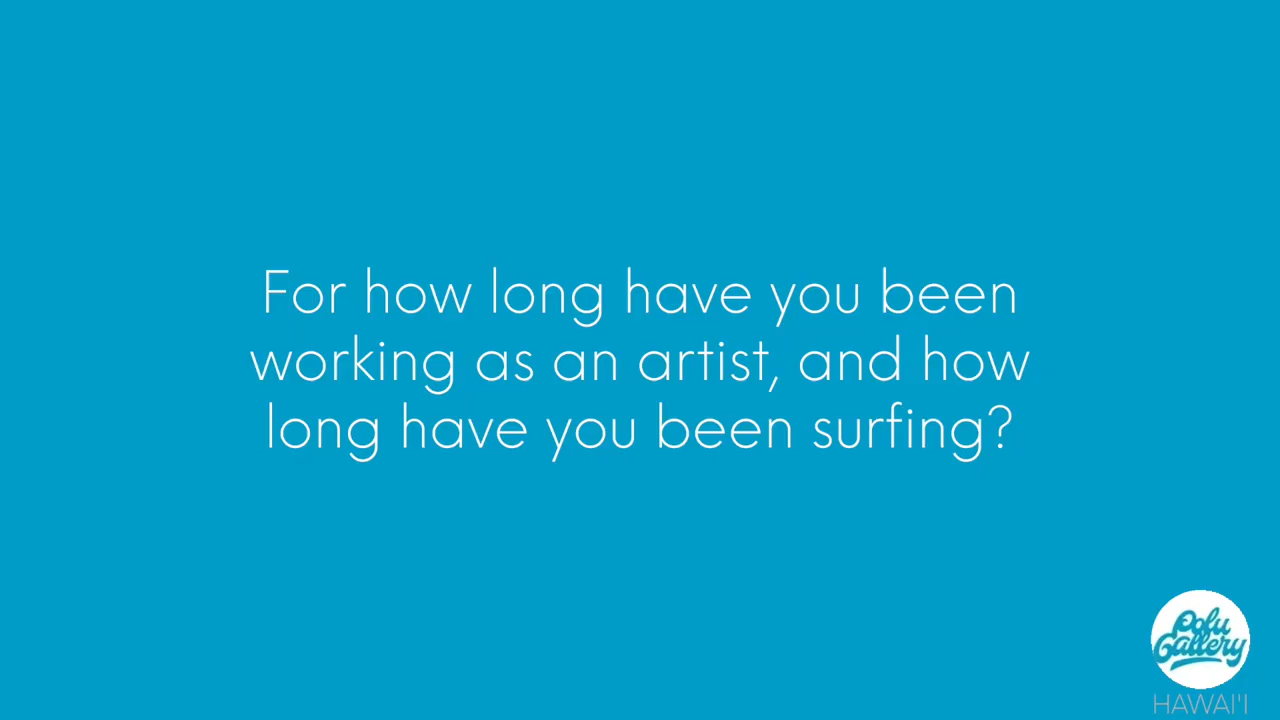 For how long have you been
working as an artist, and how
long have you been surfing?
Polu
Gallery
HAWAI'I